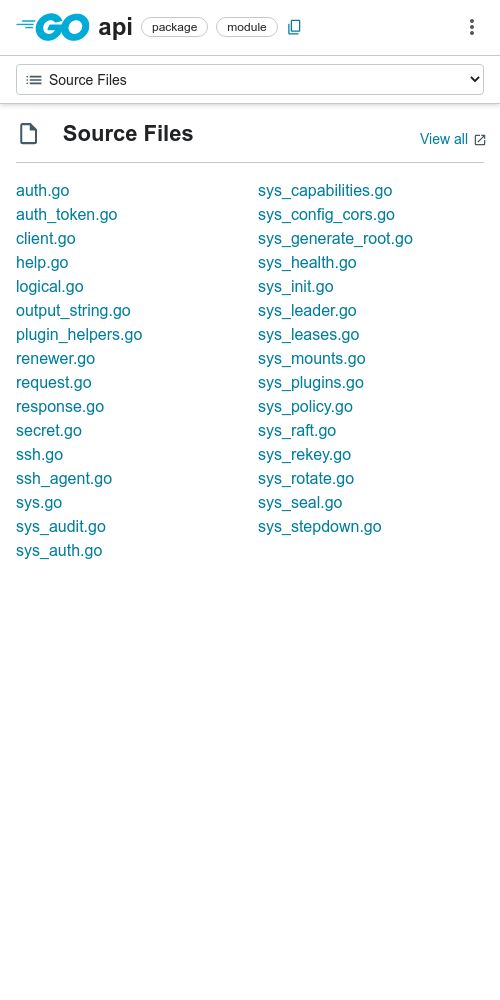 GO api package module
Source Files
Source Files
View all
auth.go
auth_token.go
client.go
help.go
logical.go
output_string.go
plugin_helpers.go
renewer.go
request.go
response.go
secret.go
ssh.go
ssh_agent.go
sys.go
sys_audit.go
sys_auth.go
sys_capabilities.go
sys_config_cors.go
sys_generate_root.go
sys_health.go
sys_init.go
sys_leader.go
sys_leases.go
sys_mounts.go
sys_plugins.go
sys_policy.go
sys_raft.go
sys_rekey.go
sys_rotate.go
sys_seal.go
sys_stepdown.go